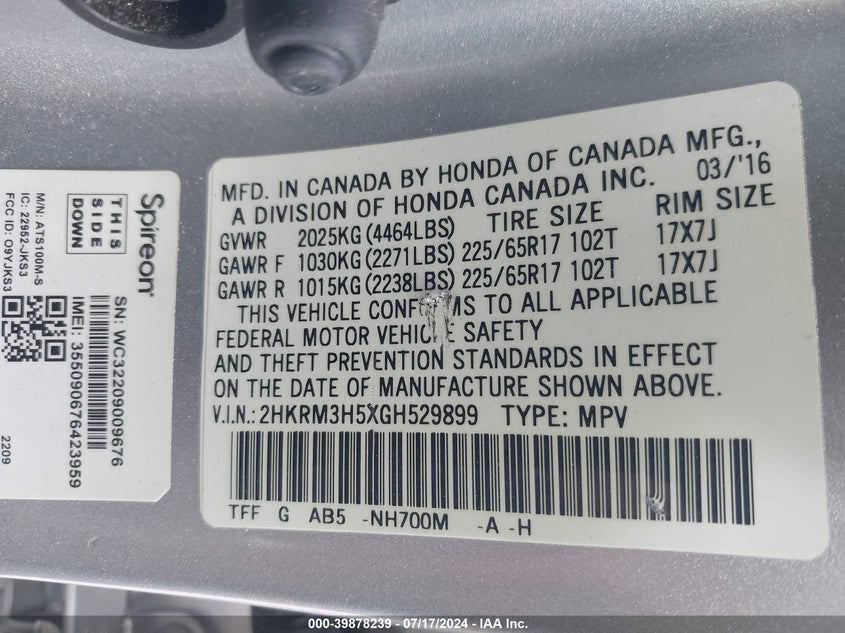 MFD. IN CANADA BY HONDA OF CANADA MFG.,
A DIVISION OF HONDA CANADA INC. 03/'16
GVWR 2025KG (4464LBS) TIRE SIZE RIM SIZE
GAWR F 1030KG (2271LBS) 225/65R17 102T 17X7J
GAWR R 1015KG (2238LBS) 225/65R17 102T 17X7J
THIS VEHICLE CONFORMS TO ALL APPLICABLE
FEDERAL MOTOR VEHICLE SAFETY
AND THEFT PREVENTION STANDARDS IN EFFECT
ON THE DATE OF MANUFACTURE SHOWN ABOVE.
V.I.N.: 2HKRM3H5XGH529899 TYPE: MPV
TFF G AB5 -NH700M -A -H
Spireon®
THIS
SIDE
DOWN
M/N: ATS100M-S
IC: 22952-JKS3
FCC ID: O9YJKS3
SN: WC32209009676
IMEI: 355090676423959
2209
000-39878239 - 07/17/2024 - IAA Inc.